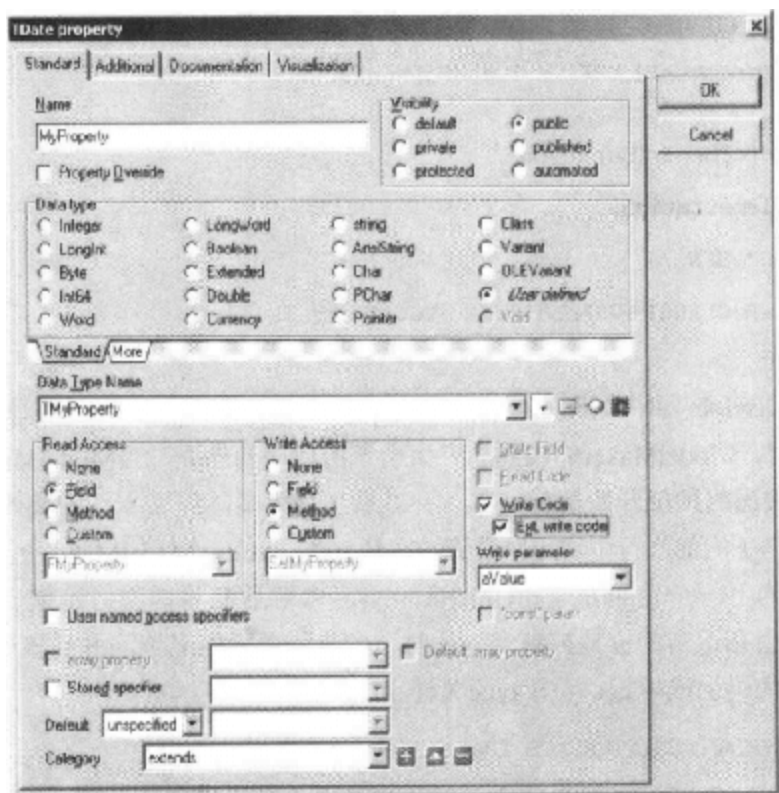 TDate property
Standard Additional Documentation Visualization
OK
Cancel
Name
MyProperty
Property Override
Visibility
default public
private published
protected automated
Data type
Integer LongWord string Class
LongInt Boolean AnsiString Variant
Byte Extended Char OLEVariant
Int64 Double PChar User defined
Word Currency Pointer Void
Standard More
Data Type Name
TMyProperty
Read Access
None
Field
Method
Custom
FMyProperty
Write Access
None
Field
Method
Custom
SetMyProperty
State Field
Read Code
Write Code
Ext. write code
Write parameter
aValue
"const" param
User named access specifiers
Array property Default array property
Stored specifier
Default unspecified
Category extends